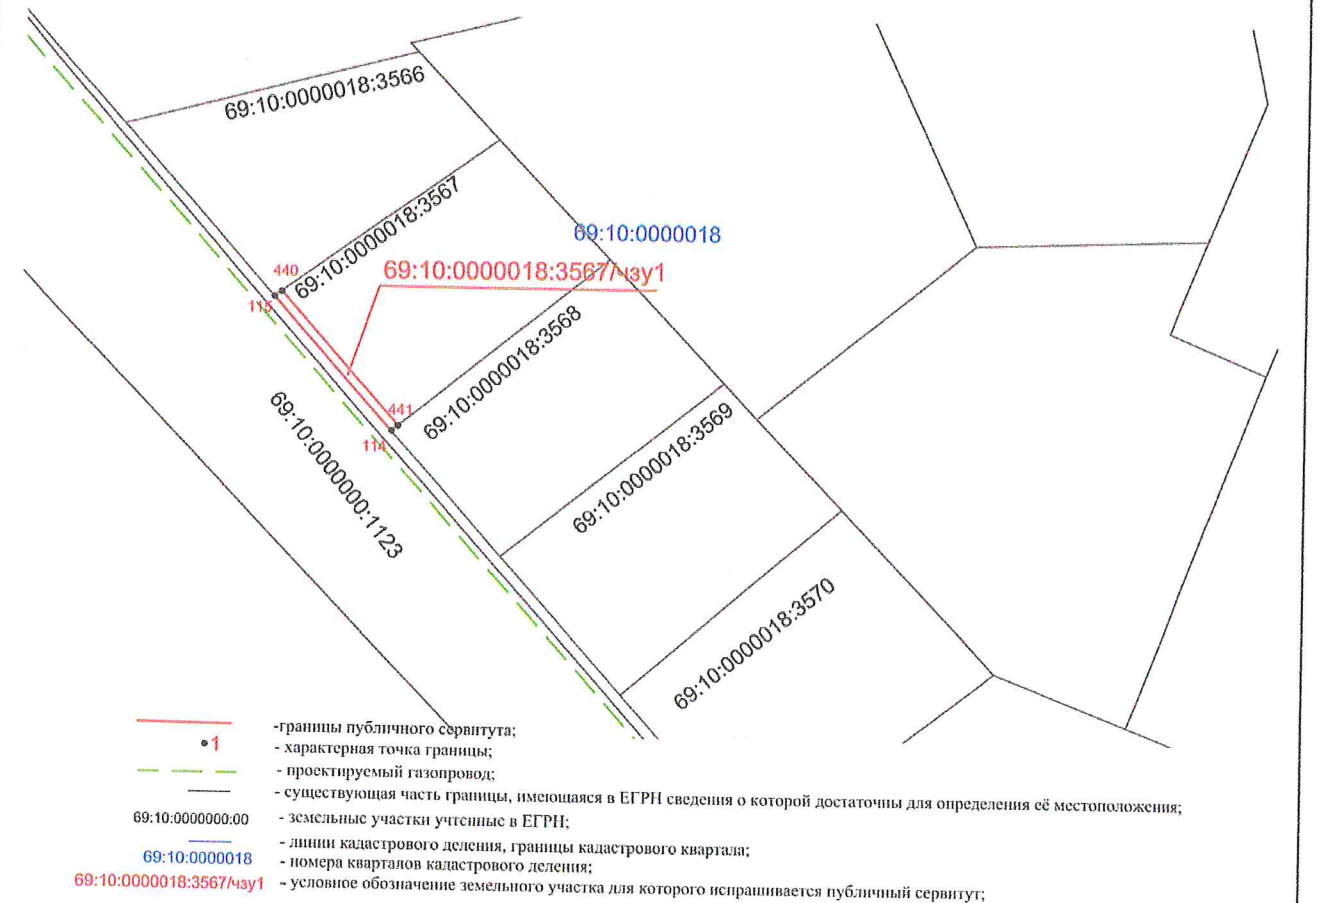 69:10:0000018:3566
69:10:0000018:3567
69:10:0000018
440
69:10:0000018:3567/чзу1
115
69:10:0000018:3568
441
114
69:10:0000000:1123
69:10:0000018:3569
69:10:0000018:3570
-границы публичного сервитута;
1 - характерная точка границы;
- проектируемый газопровод;
- существующая часть границы, имеющаяся в ЕГРН сведения о которой достаточны для определения её местоположения;
69:10:0000000:00 - земельные участки учтенные в ЕГРН;
- линии кадастрового деления, границы кадастрового квартала;
69:10:0000018 - номера кварталов кадастрового деления;
69:10:0000018:3567/чзу1 - условное обозначение земельного участка для которого испрашивается публичный сервитут;